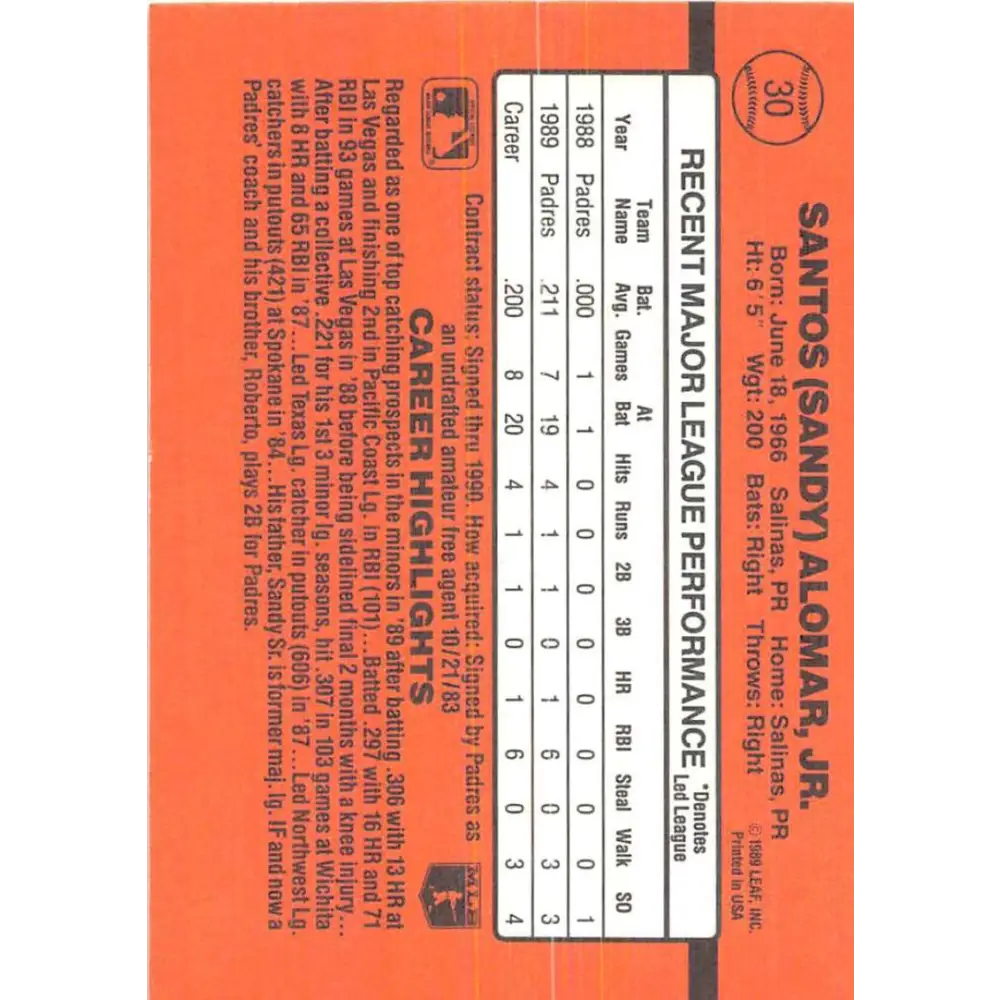 30
SANTOS (SANDY) ALOMAR, JR.
Born: June 18, 1966 Salinas, PR Home: Salinas, PR
Ht: 6'5" Wgt: 200 Bats: Right Throws: Right
© 1989 LEAF, INC.
Printed in USA
RECENT MAJOR LEAGUE PERFORMANCE
*Denotes
Led League
Year Team Name Bat. Avg. Games At Bat Hits Runs 2B 3B HR RBI Steal Walk SO
1988 Padres .000 1 1 0 0 0 0 0 0 0 0 1
1989 Padres .211 7 19 4 1 1 0 1 6 0 3 3
Career .200 8 20 4 1 1 0 1 6 0 3 4
Contract status: Signed thru 1990. How acquired: Signed by Padres as
an undrafted amateur free agent 10/21/83
CAREER HIGHLIGHTS
MLB
Regarded as one of top catching prospects in the minors in '89 after batting .306 with 13 HR at
Las Vegas and finishing 2nd in Pacific Coast Lg. in RBI (101)...Batted .297 with 16 HR and 71
RBI in 93 games at Las Vegas in '88 before being sidelined final 2 months with a knee injury...
After batting a collective .221 for his 1st 3 minor lg. seasons, hit .307 in 103 games at Wichita
with 8 HR and 65 RBI in '87...Led Texas Lg. catcher in putouts (606) in '87...Led Northwest Lg.
catchers in putouts (421) at Spokane in '84...His father, Sandy Sr. is former maj. lg. IF and now a
Padres' coach and his brother, Roberto, plays 2B for Padres.